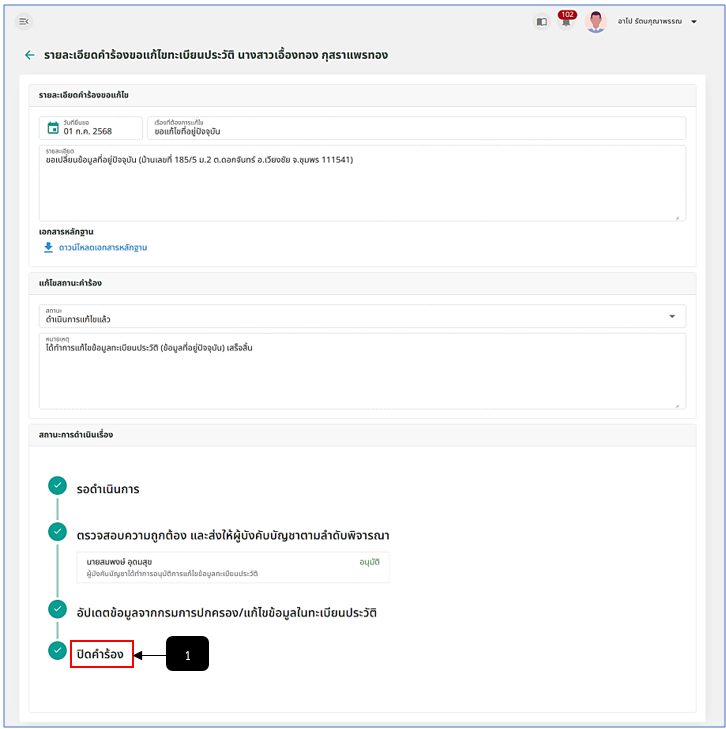 102
อาโป รัตนคุณาพรรณ
รายละเอียดคำร้องขอแก้ไขทะเบียนประวัติ นางสาวเอื้องทอง กุสราแพรทอง
รายละเอียดคำร้องขอแก้ไข
วันที่ยื่นขอ
01 ก.ค. 2568
เรื่องที่ต้องการแก้ไข
ขอแก้ไขที่อยู่ปัจจุบัน
รายละเอียด
ขอเปลี่ยนข้อมูลที่อยู่ปัจจุบัน (บ้านเลขที่ 185/5 ม.2 ต.ดอกจันทร์ อ.เวียงชัย จ.ชุมพร 111541)
เอกสารหลักฐาน
ดาวน์โหลดเอกสารหลักฐาน
แก้ไขสถานะคำร้อง
สถานะ
ดำเนินการแก้ไขแล้ว
หมายเหตุ
ได้ทำการแก้ไขข้อมูลทะเบียนประวัติ (ข้อมูลที่อยู่ปัจจุบัน) เสร็จสิ้น
สถานะการดำเนินเรื่อง
รอดำเนินการ
ตรวจสอบความถูกต้อง และส่งให้ผู้บังคับบัญชาตามลำดับพิจารณา
นายสมพงษ์ อุดมสุข
อนุมัติ
ผู้บังคับบัญชาได้ทำการอนุมัติการแก้ไขข้อมูลทะเบียนประวัติ
อัปเดตข้อมูลจากกรมการปกครอง/แก้ไขข้อมูลในทะเบียนประวัติ
ปิดคำร้อง
1